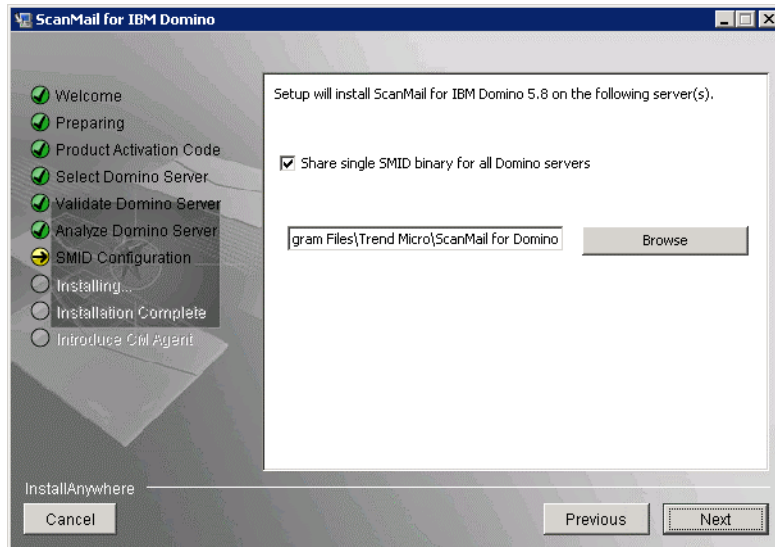 ScanMail for IBM Domino
Welcome
Preparing
Product Activation Code
Select Domino Server
Validate Domino Server
Analyze Domino Server
SMID Configuration
Installing...
Installation Complete
Introduce CM Agent
Setup will install ScanMail for IBM Domino 5.8 on the following server(s).
Share single SMID binary for all Domino servers
gram Files\Trend Micro\ScanMail for Domino Browse
InstallAnywhere
Cancel Previous Next